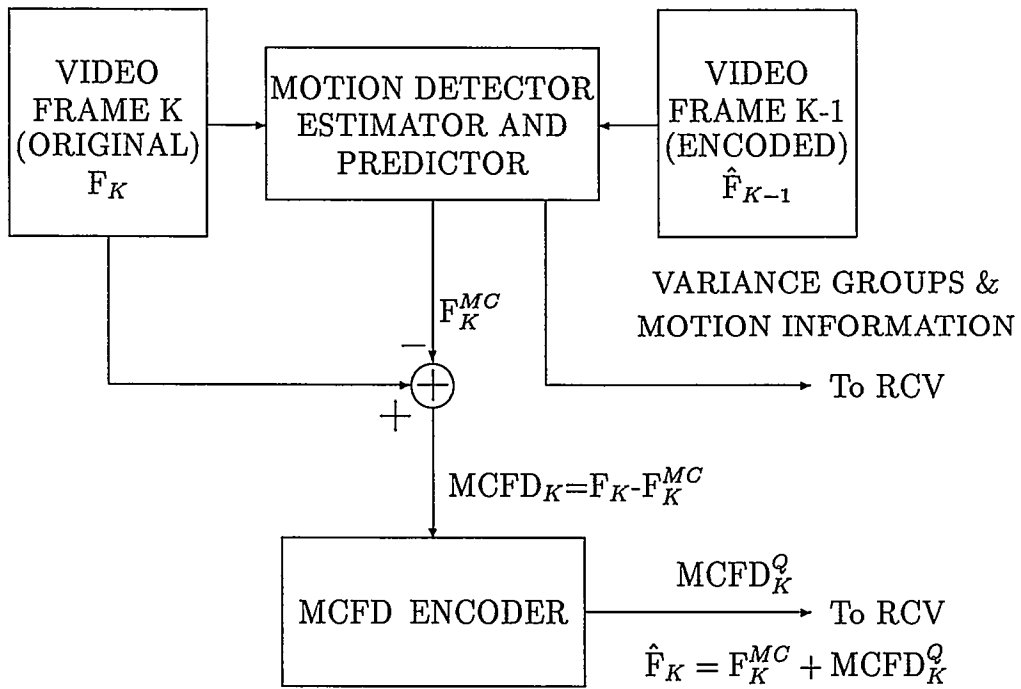 VIDEO
FRAME K
(ORIGINAL)
F_K
MOTION DETECTOR
ESTIMATOR AND
PREDICTOR
VIDEO
FRAME K-1
(ENCODED)
F̂_{K-1}
VARIANCE GROUPS &
MOTION INFORMATION
F_K^{MC}
−
+
+
To RCV
MCFD_K=F_K-F_K^{MC}
MCFD ENCODER
MCFD_K^Q
To RCV
F̂_K = F_K^{MC} + MCFD_K^Q